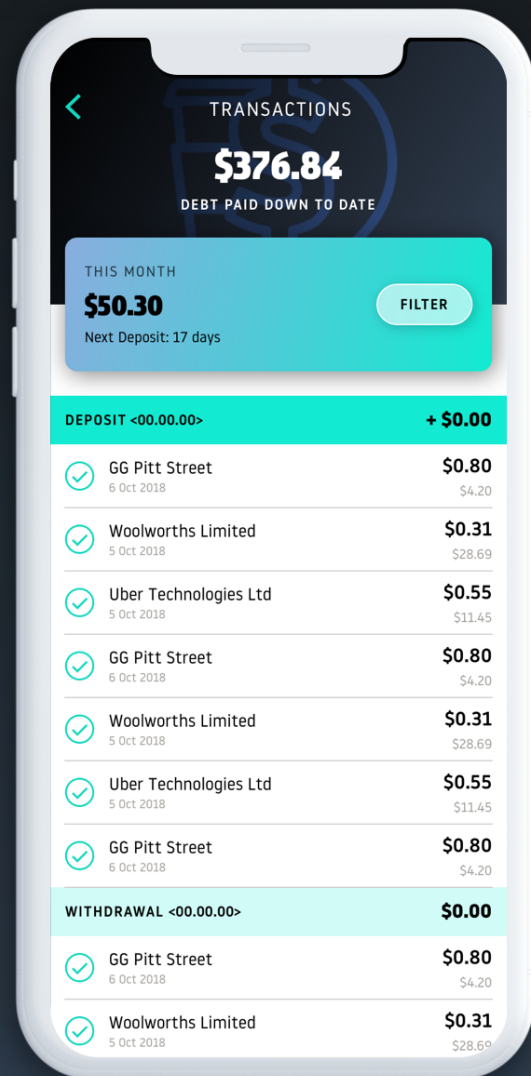 TRANSACTIONS
$376.84
DEBT PAID DOWN TO DATE
THIS MONTH
$50.30
Next Deposit: 17 days
FILTER
DEPOSIT <00.00.00> + $0.00
GG Pitt Street $0.80
6 Oct 2018 $4.20
Woolworths Limited $0.31
5 Oct 2018 $28.69
Uber Technologies Ltd $0.55
5 Oct 2018 $11.45
GG Pitt Street $0.80
6 Oct 2018 $4.20
Woolworths Limited $0.31
5 Oct 2018 $28.69
Uber Technologies Ltd $0.55
5 Oct 2018 $11.45
GG Pitt Street $0.80
6 Oct 2018 $4.20
WITHDRAWAL <00.00.00> $0.00
GG Pitt Street $0.80
6 Oct 2018 $4.20
Woolworths Limited $0.31
5 Oct 2018 $28.69